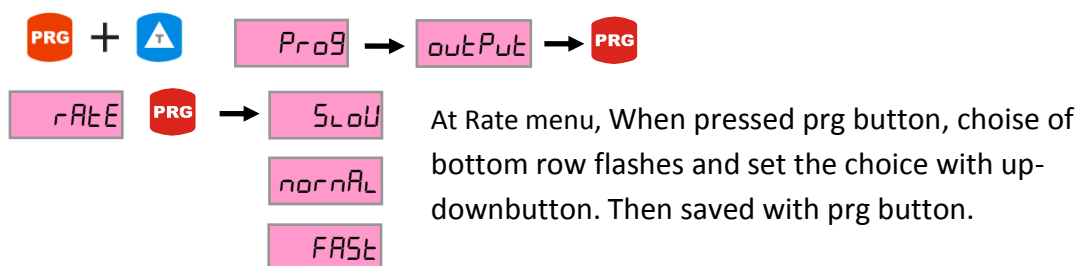 PRG + T Prog outPut PRG
rAtE PRG SLoU At Rate menu, When pressed prg button, choise of
nornAL bottom row flashes and set the choice with up-
downbutton. Then saved with prg button.
FASt